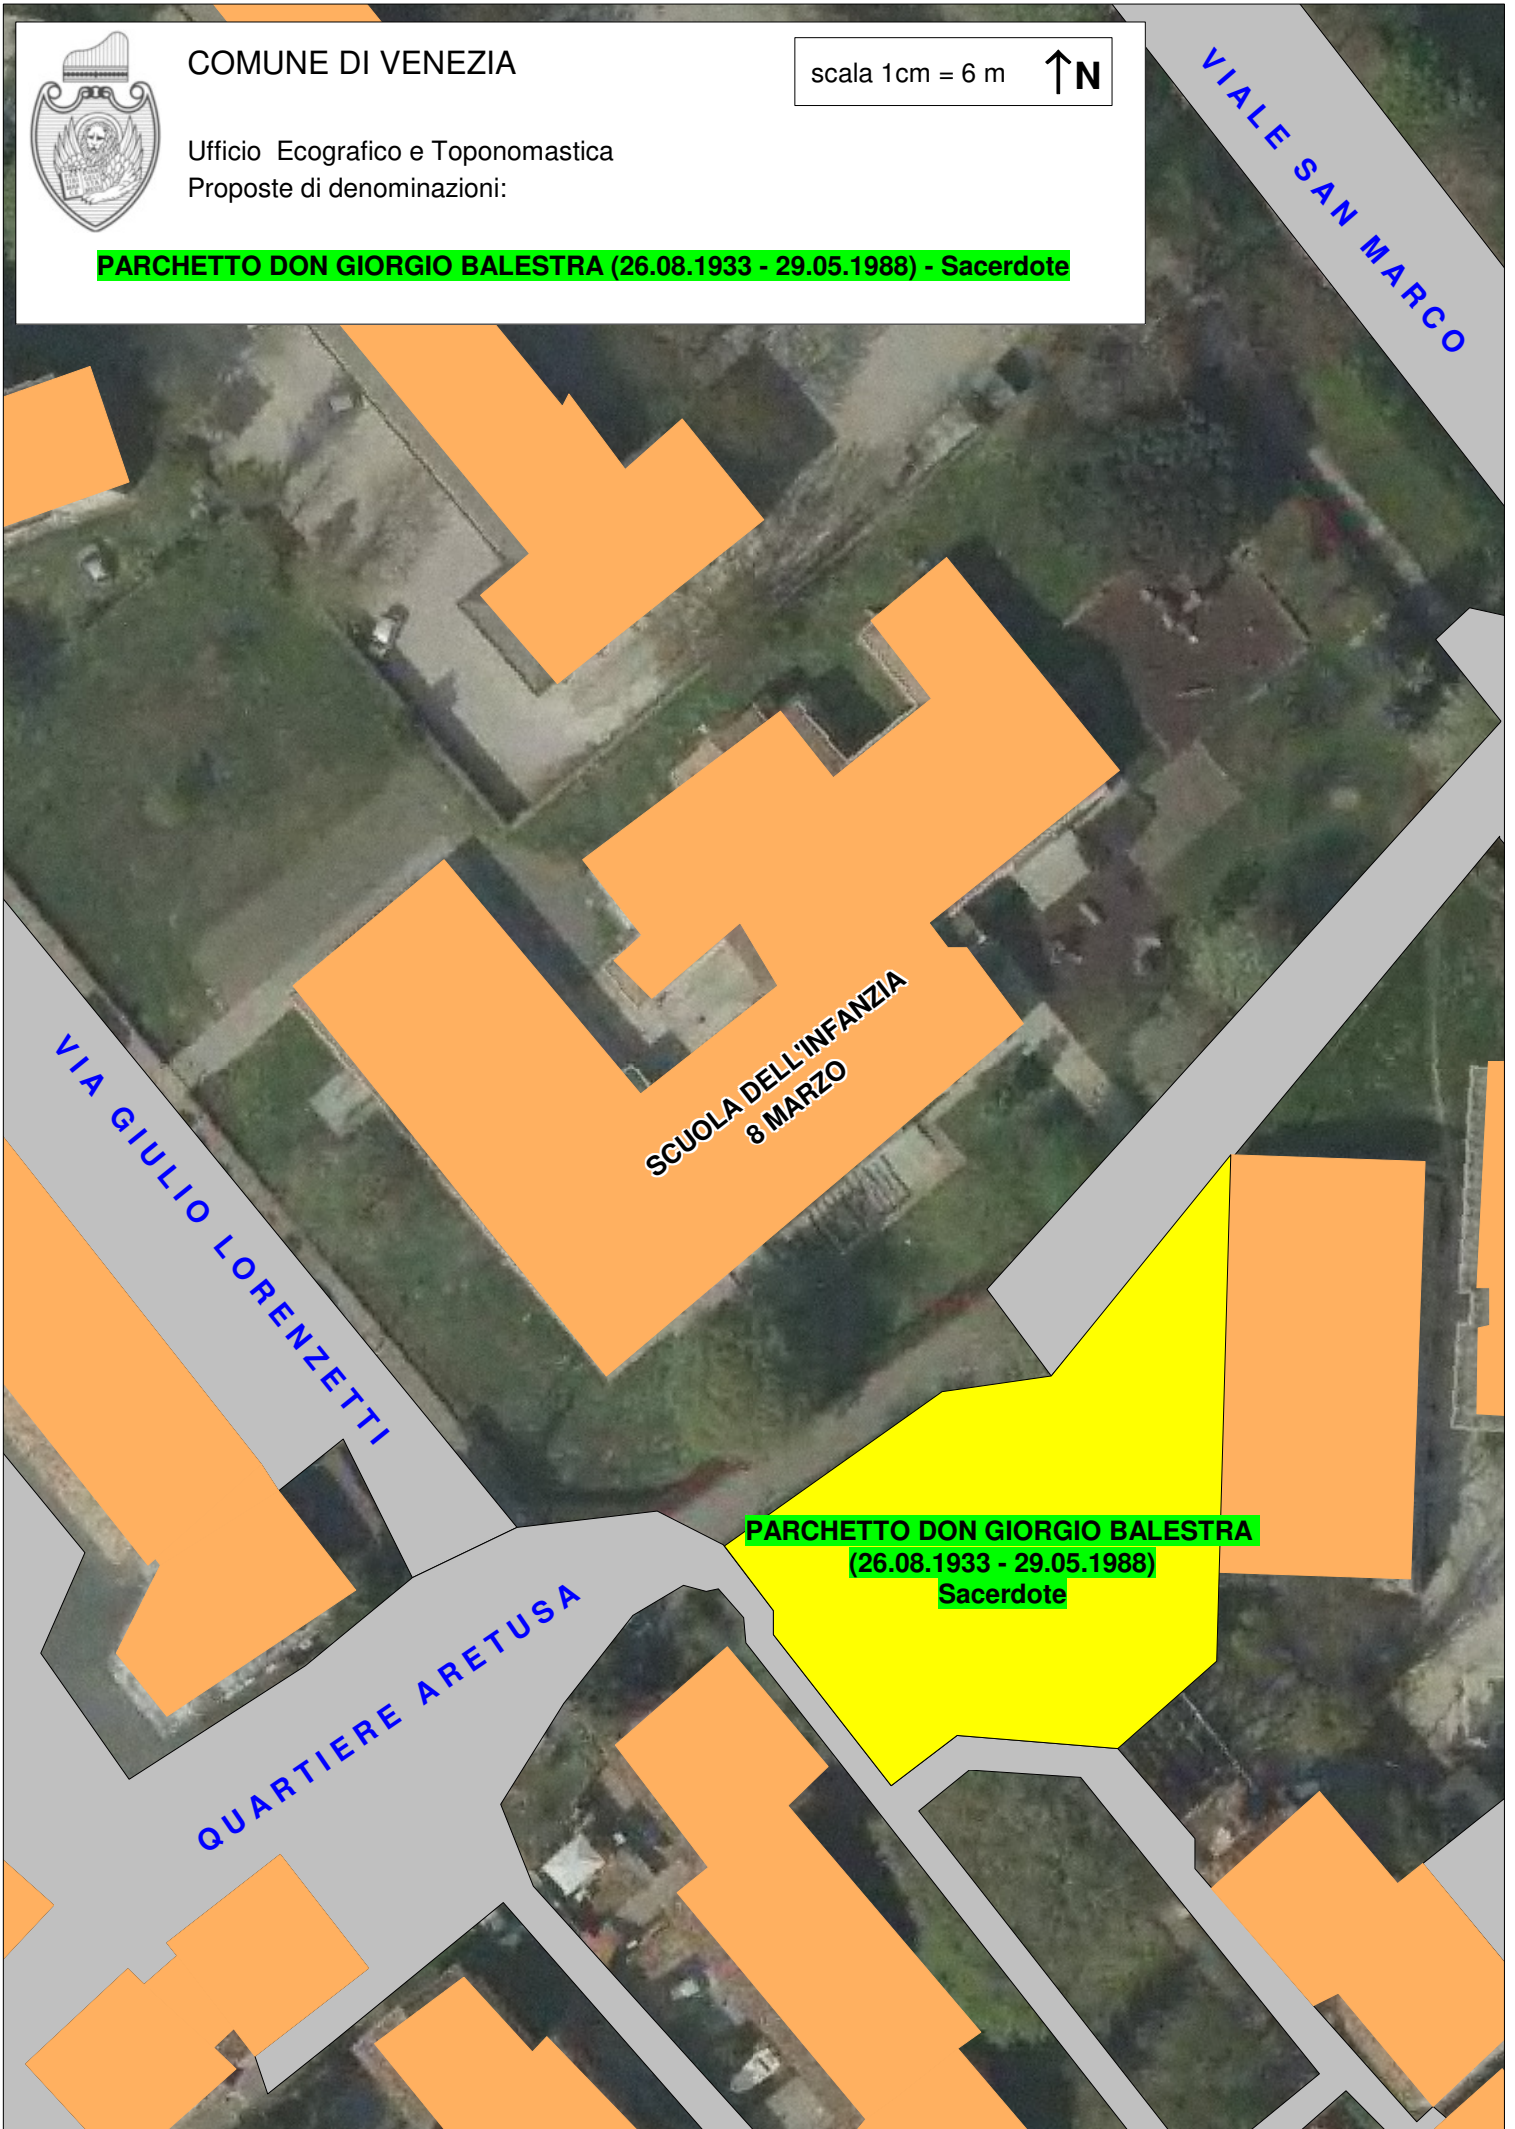 COMUNE DI VENEZIA
scala 1cm = 6 m
N
Ufficio Ecografico e Toponomastica
Proposte di denominazioni:
PARCHETTO DON GIORGIO BALESTRA (26.08.1933 - 29.05.1988) - Sacerdote
VIALE SAN MARCO
SCUOLA DELL'INFANZIA
8 MARZO
VIA GIULIO LORENZETTI
PARCHETTO DON GIORGIO BALESTRA
(26.08.1933 - 29.05.1988)
Sacerdote
QUARTIERE ARETUSA